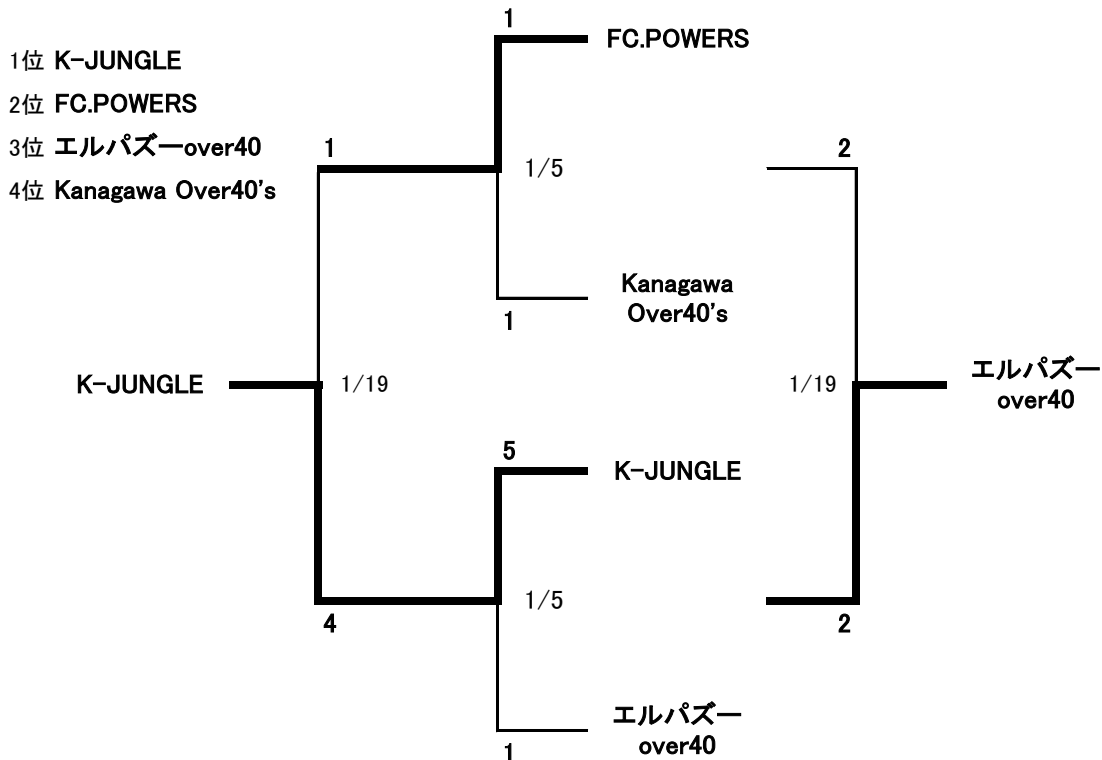 1
FC.POWERS
1位 K-JUNGLE
2位 FC.POWERS
3位 エルパズーover40
4位 Kanagawa Over40's
1
1/5
2
Kanagawa
Over40's
1
K-JUNGLE
1/19
1/19
エルパズー
over40
5
K-JUNGLE
1/5
4
2
エルパズー
over40
1